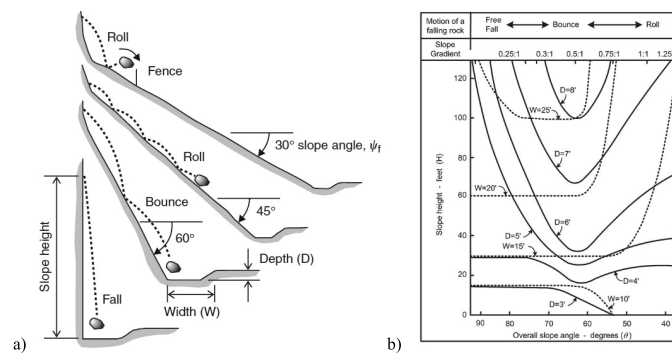 Roll
Fence
30° slope angle, ψf
Roll
45°
Bounce
60°
Slope height
Fall
Depth (D)
Width (W)
a)
Motion of a
falling rock
Free
Fall
Bounce
Roll
Slope
Gradient
0.25:1 0.3:1 0.5:1 0.75:1 1:1 1.25
120
100
80
60
40
20
0
Slope height - feet (H)
D=8'
W=25'
D=7'
W=20'
D=6'
D=5'
W=15'
D=4'
W=10'
D=3'
90 80 70 60 50 40
Overall slope angle - degrees (θ)
b)